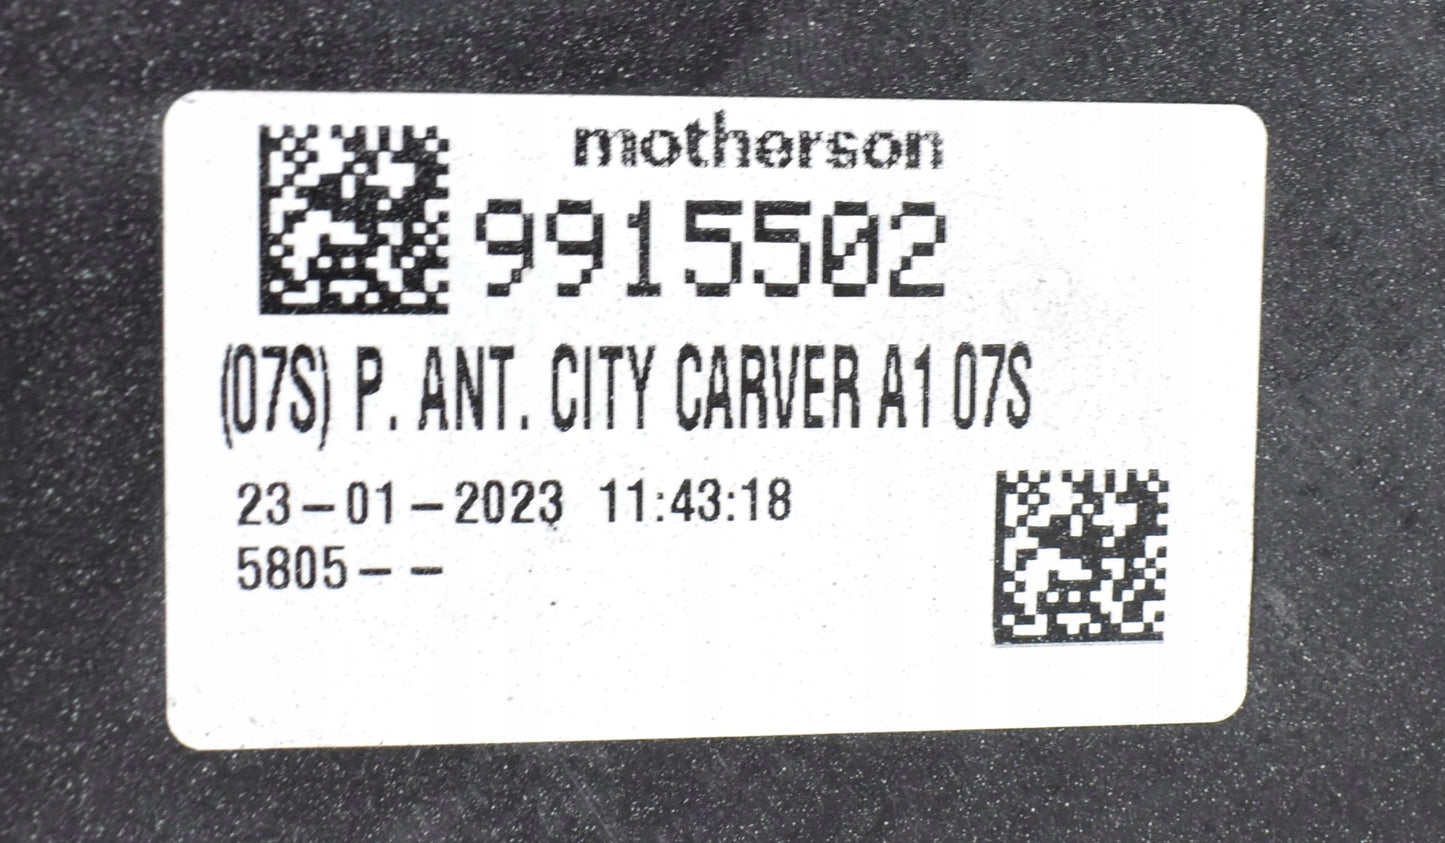 motherson
9915502
(07S) P. ANT. CITY CARVER A1 07S
23-01-2023 11:43:18
5805- -